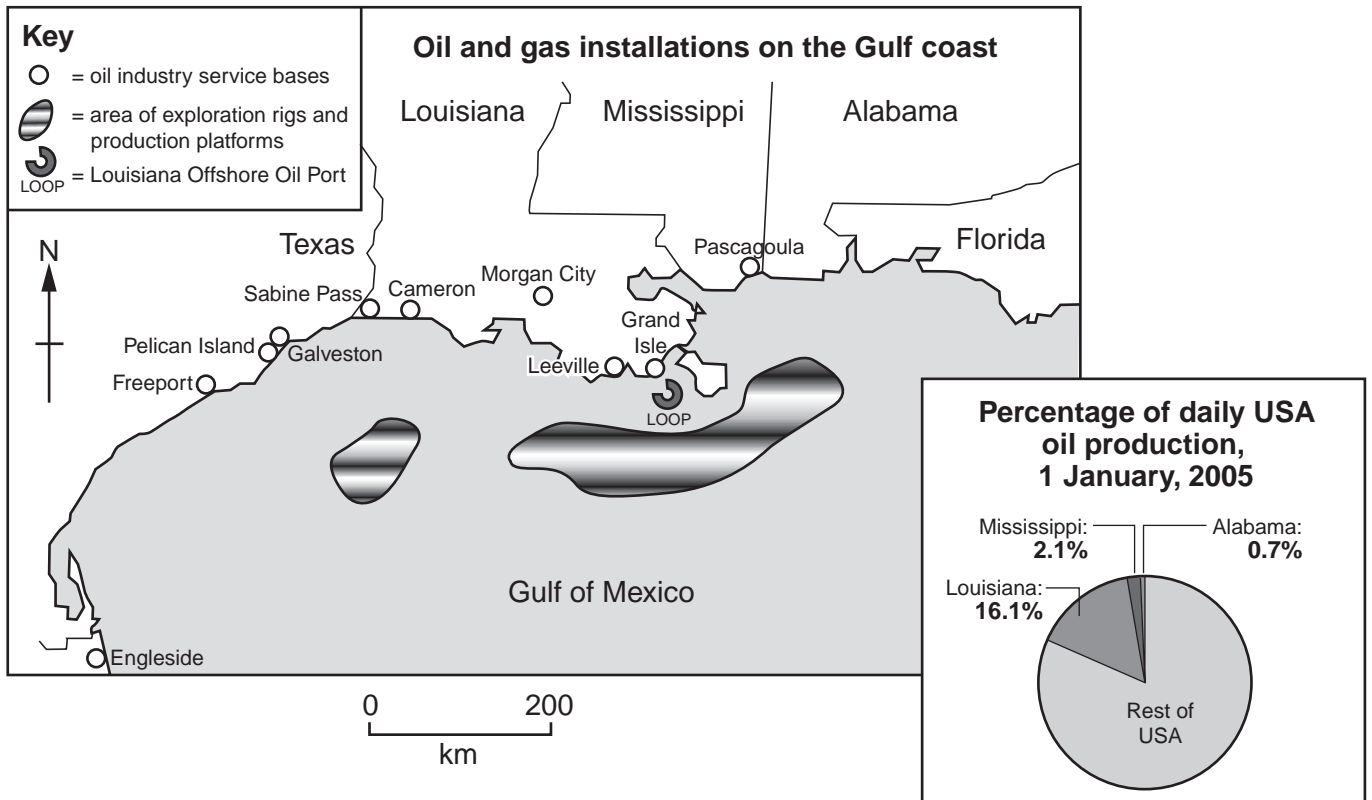 Key
= oil industry service bases
= area of exploration rigs and
production platforms
LOOP
= Louisiana Offshore Oil Port
Oil and gas installations on the Gulf coast
Louisiana
Mississippi
Alabama
N
Texas
Florida
Pascagoula
Morgan City
Sabine Pass
Cameron
Grand
Isle
Pelican Island
Galveston
Leeville
Freeport
LOOP
Gulf of Mexico
Engleside
0
200
km
Percentage of daily USA
oil production,
1 January, 2005
Mississippi:
2.1%
Alabama:
0.7%
Louisiana:
16.1%
Rest of
USA